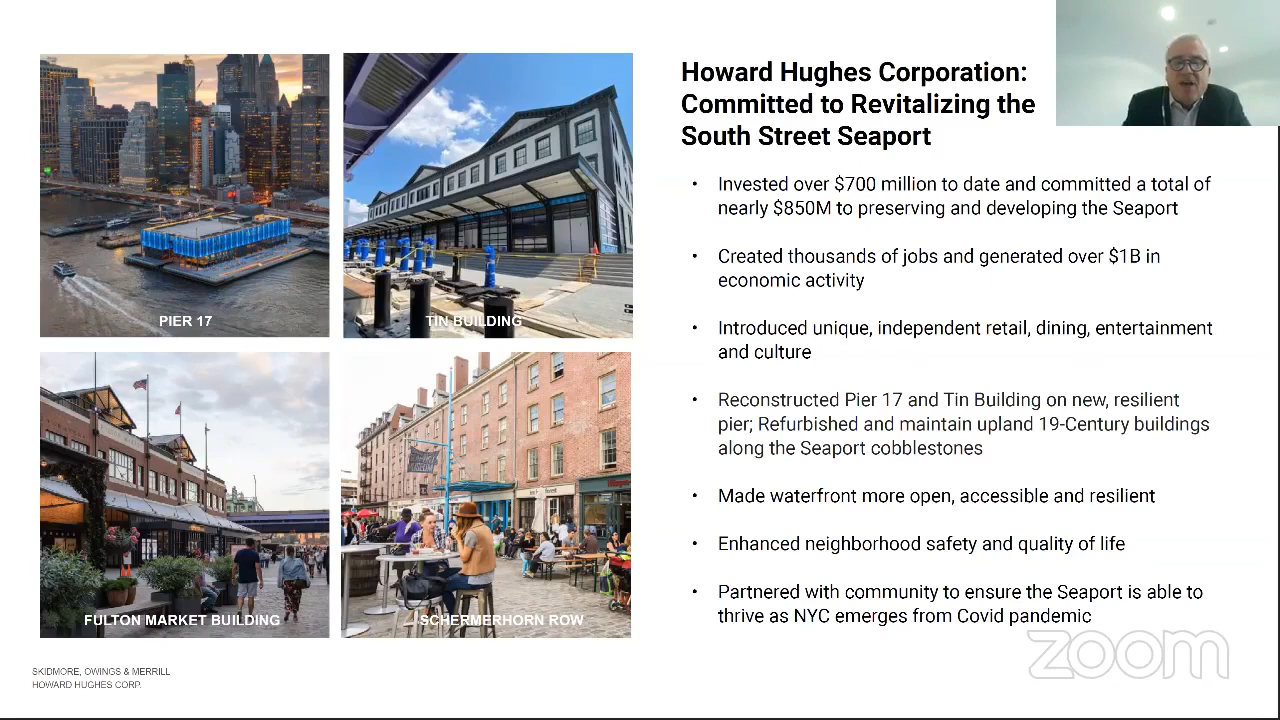 PIER 17
TIN BUILDING
FULTON MARKET BUILDING
SCHERMERHORN ROW
Howard Hughes Corporation:
Committed to Revitalizing the
South Street Seaport
• Invested over $700 million to date and committed a total of
nearly $850M to preserving and developing the Seaport
• Created thousands of jobs and generated over $1B in
economic activity
• Introduced unique, independent retail, dining, entertainment
and culture
• Reconstructed Pier 17 and Tin Building on new, resilient
pier; Refurbished and maintain upland 19-Century buildings
along the Seaport cobblestones
• Made waterfront more open, accessible and resilient
• Enhanced neighborhood safety and quality of life
• Partnered with community to ensure the Seaport is able to
thrive as NYC emerges from Covid pandemic
zoom
SKIDMORE, OWINGS & MERRILL
HOWARD HUGHES CORP.